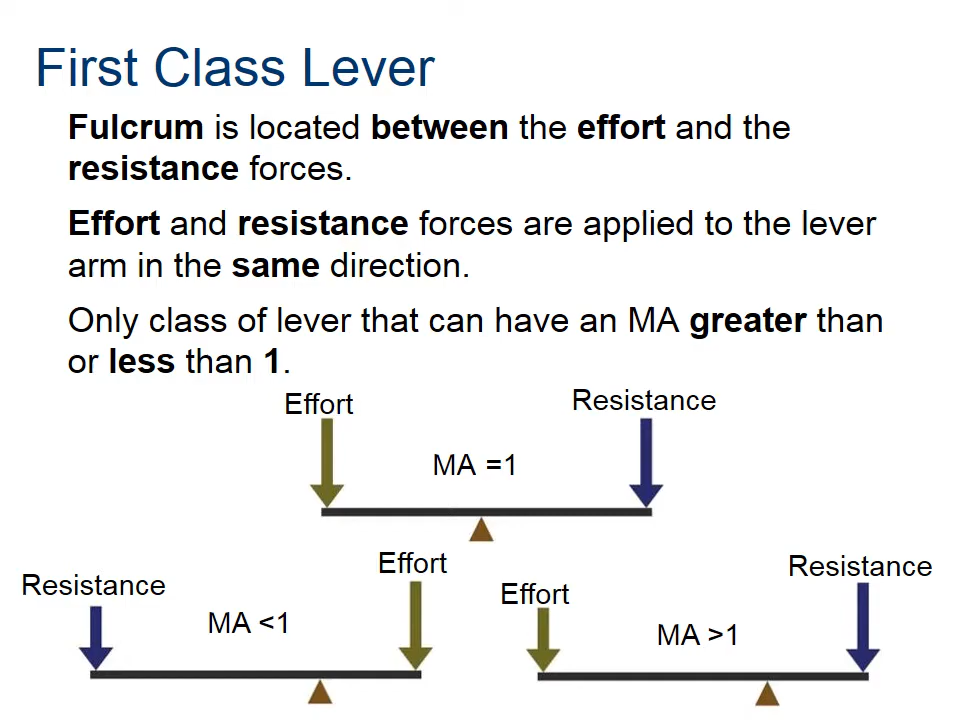 First Class Lever
Fulcrum is located between the effort and the
resistance forces.
Effort and resistance forces are applied to the lever
arm in the same direction.
Only class of lever that can have an MA greater than
or less than 1.
Effort
Resistance
MA =1
Resistance
MA <1
Effort
Effort
MA >1
Resistance